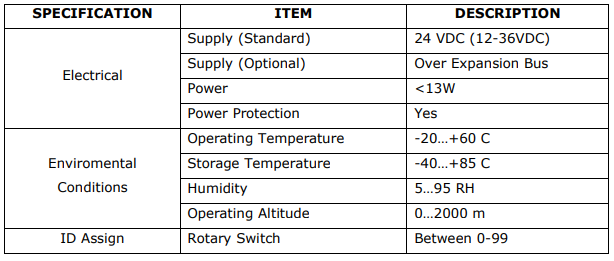 SPECIFICATION ITEM DESCRIPTION
Electrical
Supply (Standard) 24 VDC (12-36VDC)
Supply (Optional) Over Expansion Bus
Power <13W
Power Protection Yes
Enviromental
Conditions
Operating Temperature -20…+60 C
Storage Temperature -40…+85 C
Humidity 5…95 RH
Operating Altitude 0…2000 m
ID Assign Rotary Switch Between 0-99